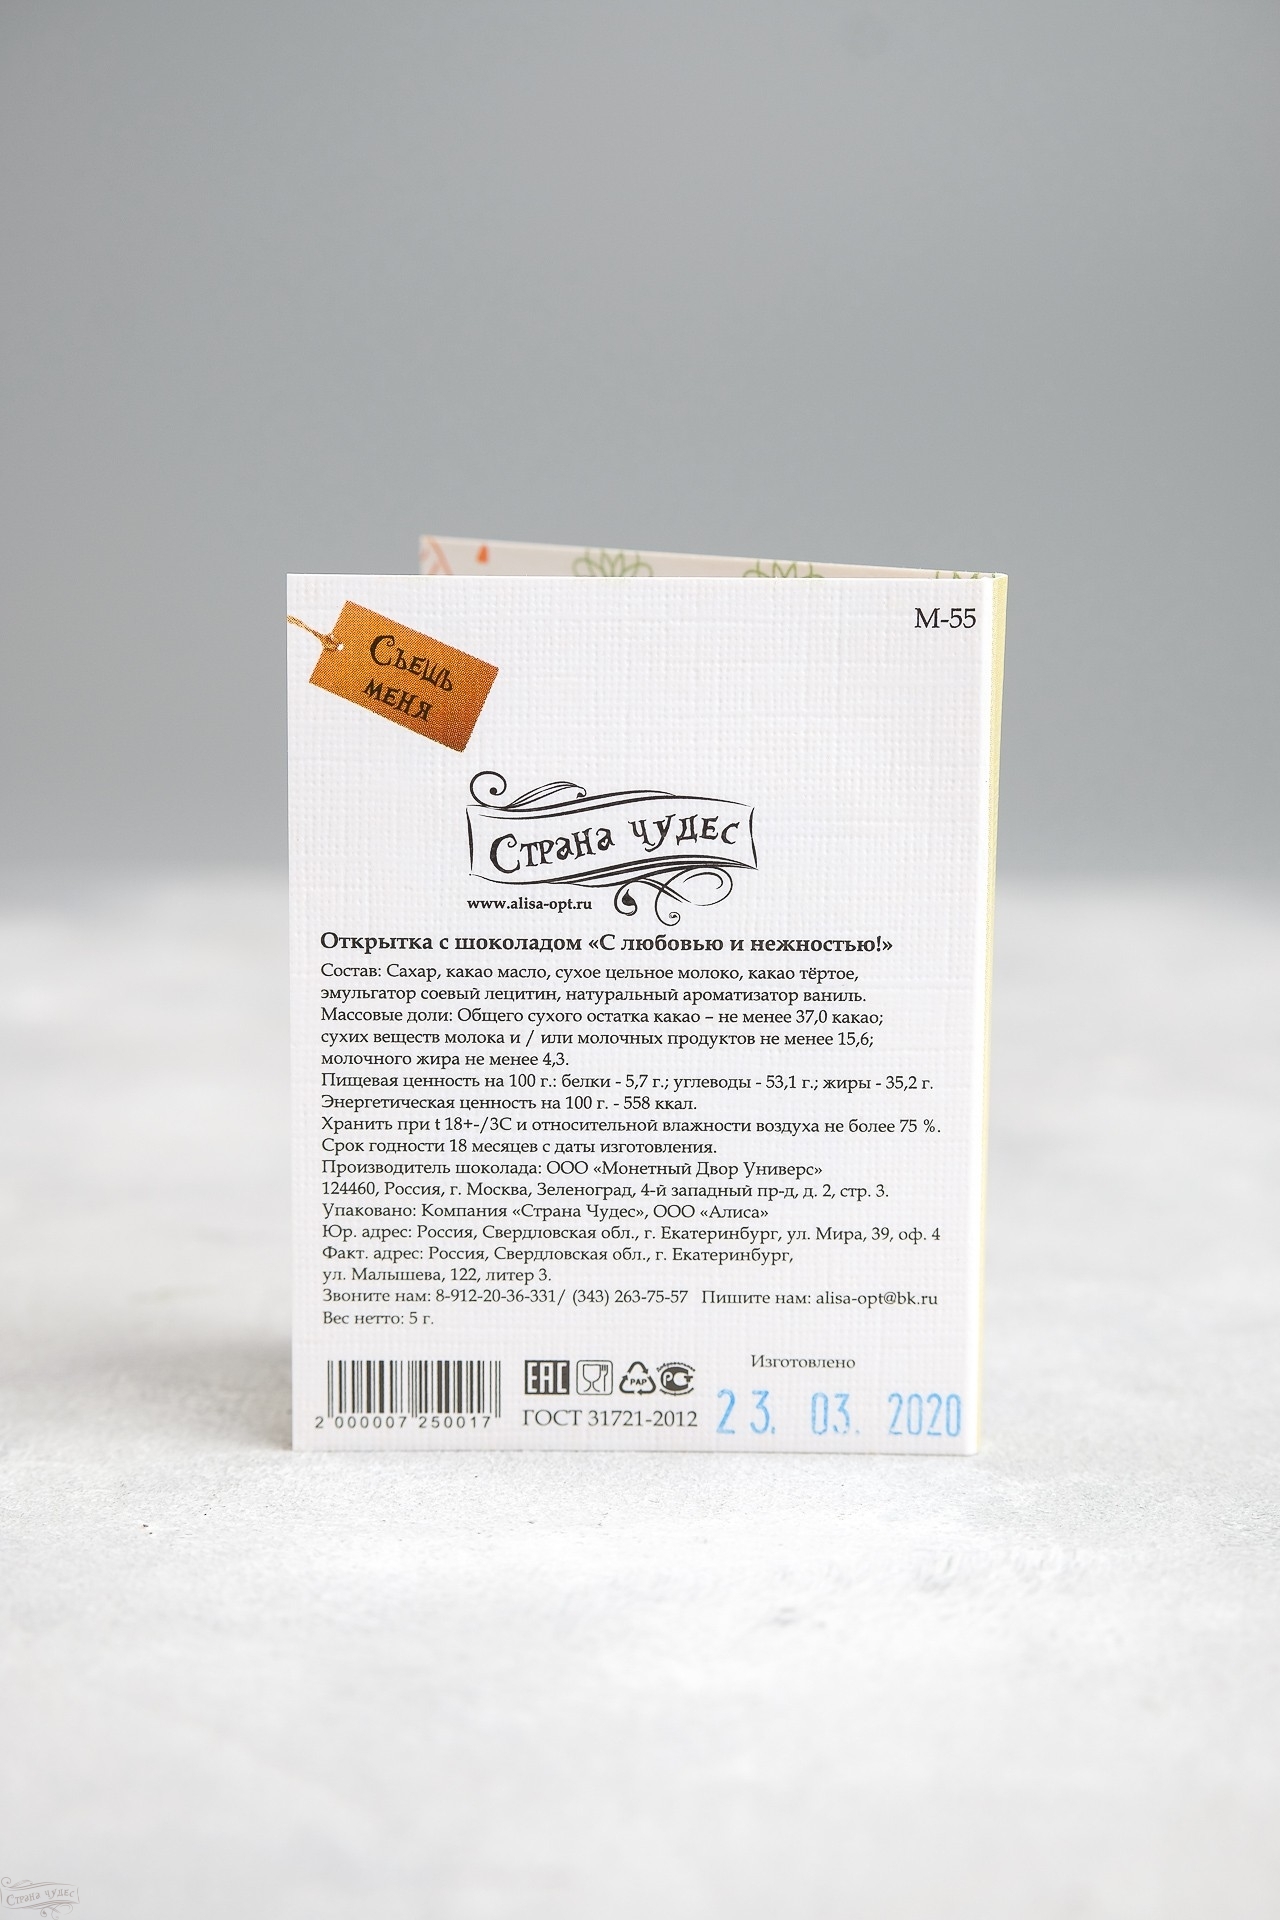 М-55
Съешь
меня
Страна чудес
www.alisa-opt.ru
Открытка с шоколадом «С любовью и нежностью!»
Состав: Сахар, какао масло, сухое цельное молоко, какао тёртое,
эмульгатор соевый лецитин, натуральный ароматизатор ваниль.
Массовые доли: Общего сухого остатка какао – не менее 37,0 какао;
сухих веществ молока и / или молочных продуктов не менее 15,6;
молочного жира не менее 4,3.
Пищевая ценность на 100 г.: белки - 5,7 г.; углеводы - 53,1 г.; жиры - 35,2 г.
Энергетическая ценность на 100 г. - 558 ккал.
Хранить при t 18+-/3С и относительной влажности воздуха не более 75 %.
Срок годности 18 месяцев с даты изготовления.
Производитель шоколада: ООО «Монетный Двор Универс»
124460, Россия, г. Москва, Зеленоград, 4-й западный пр-д, д. 2, стр. 3.
Упаковано: Компания «Страна Чудес», ООО «Алиса»
Юр. адрес: Россия, Свердловская обл., г. Екатеринбург, ул. Мира, 39, оф. 4
Факт. адрес: Россия, Свердловская обл., г. Екатеринбург,
ул. Малышева, 122, литер З.
Звоните нам: 8-912-20-36-331/ (343) 263-75-57 Пишите нам: alisa-opt@bk.ru
Вес нетто: 5 г.
Изготовлено
EAC PAP РСТ
2 000007 250017 ГОСТ 31721-2012 23. 03. 2020
Страна чудес